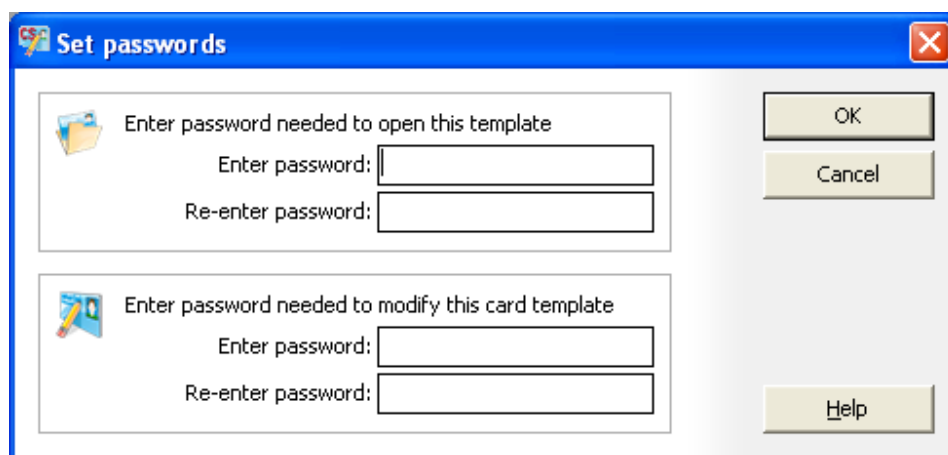 Set passwords
Enter password needed to open this template
Enter password:
Re-enter password:
Enter password needed to modify this card template
Enter password:
Re-enter password:
OK
Cancel
Help